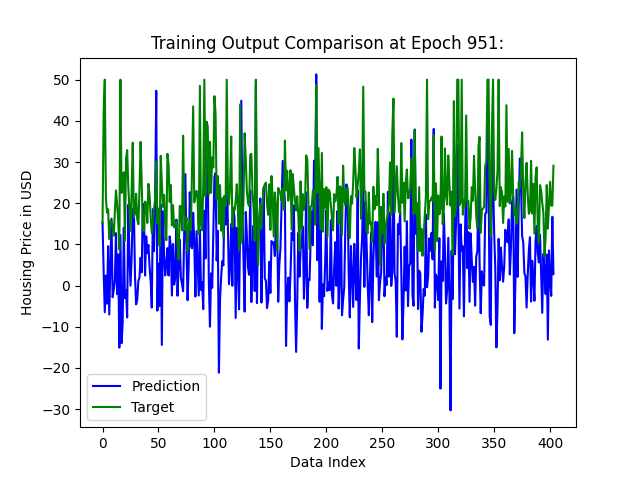 Training Output Comparison at Epoch 951:
Housing Price in USD
50
40
30
20
10
0
−10
−20
−30
Prediction
Target
0 50 100 150 200 250 300 350 400
Data Index